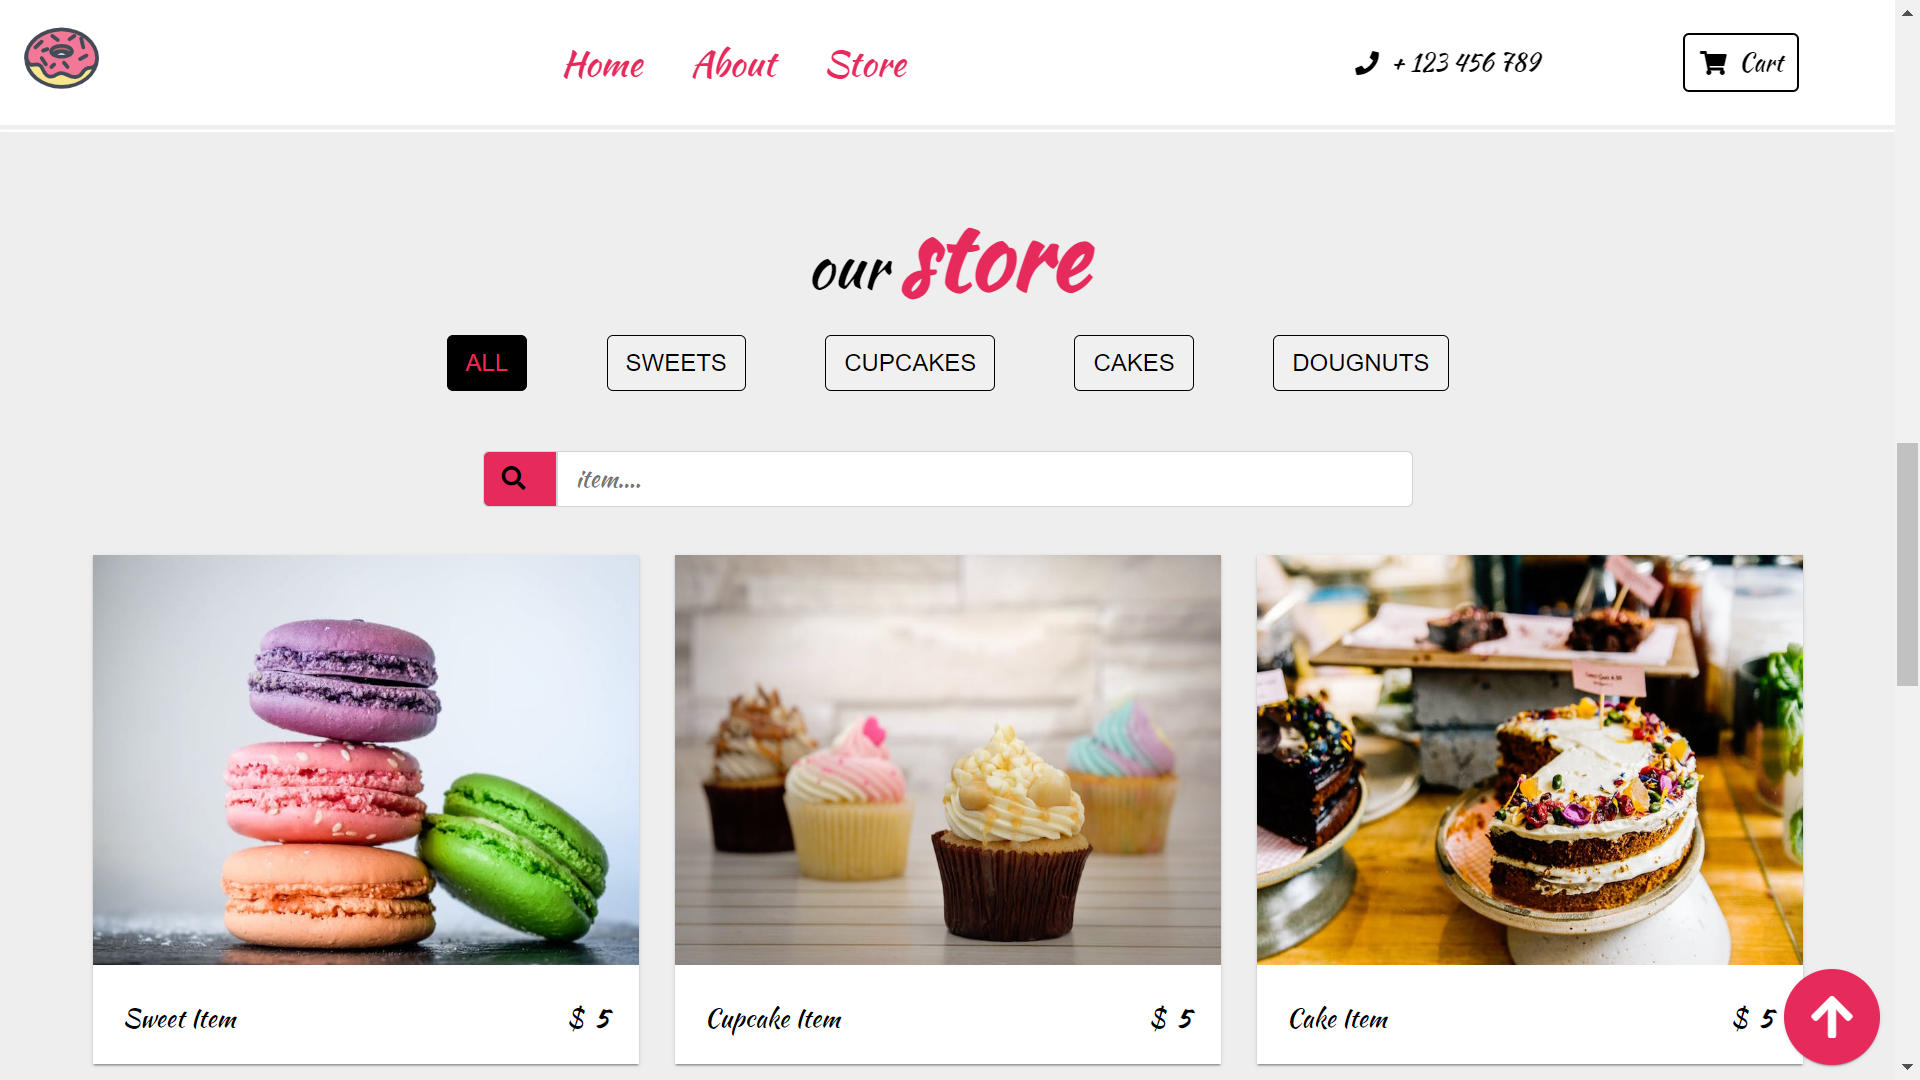 Home About Store + 123 456 789 Cart
our store
ALL SWEETS CUPCAKES CAKES DOUGNUTS
item....
Sweet Item $ 5 Cupcake Item $ 5 Cake Item $ 5